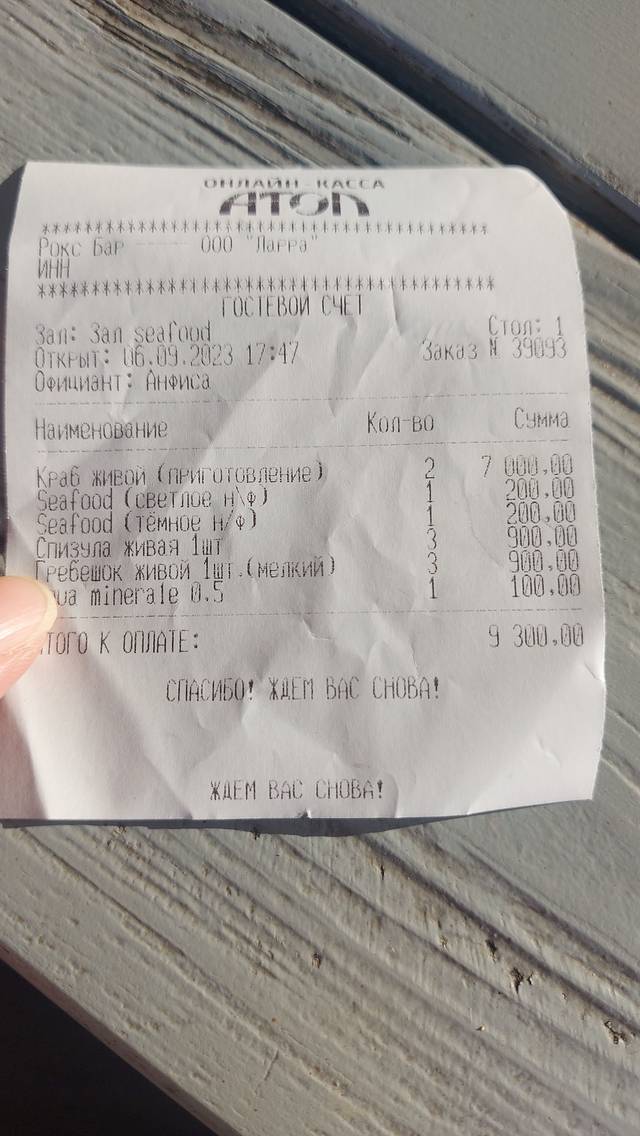 ОНЛАЙН-КАССА
АТОЛ
****************************************
Рокс Бар ООО "Ларра"
ИНН
****************************************
ГОСТЕВОЙ СЧЕТ
Зал: Зал seafood Стол: 1
Открыт: 06.09.2023 17:47 Заказ № 39093
Официант: Анфиса
Наименование Кол-во Сумма
Краб живой (приготовление) 2 7 000,00
Seafood (светлое н\ф) 1 200,00
Seafood (тёмное н/ф) 1 200,00
Спизула живая 1шт 3 900,00
Гребешок живой 1шт.(мелкий) 3 900,00
minerale 0.5 1 100,00
ИТОГО К ОПЛАТЕ: 9 300,00
СПАСИБО! ЖДЕМ ВАС СНОВА!
ЖДЕМ ВАС СНОВА!